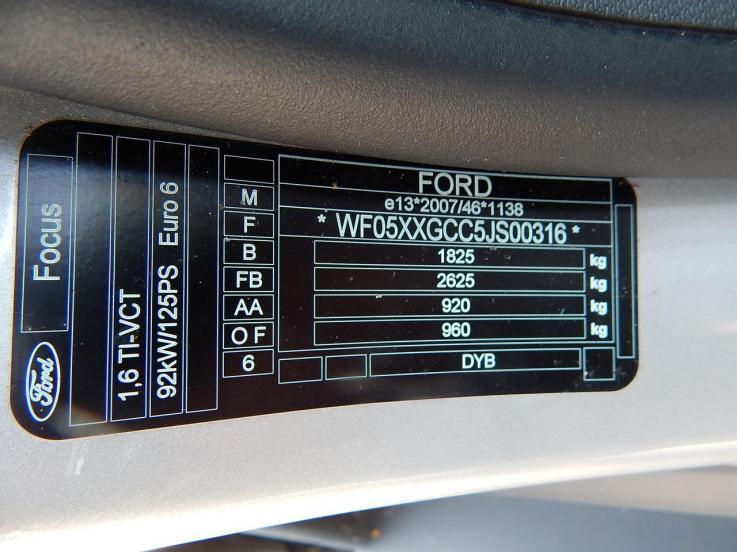 Focus
Ford
1,6 TI-VCT
92kW/125PS Euro 6
M
F
B
FB
AA
O F
6
FORD
e13*2007/46*1138
* WF05XXGCC5JS00316 *
1825 kg
2625 kg
920 kg
960 kg
DYB